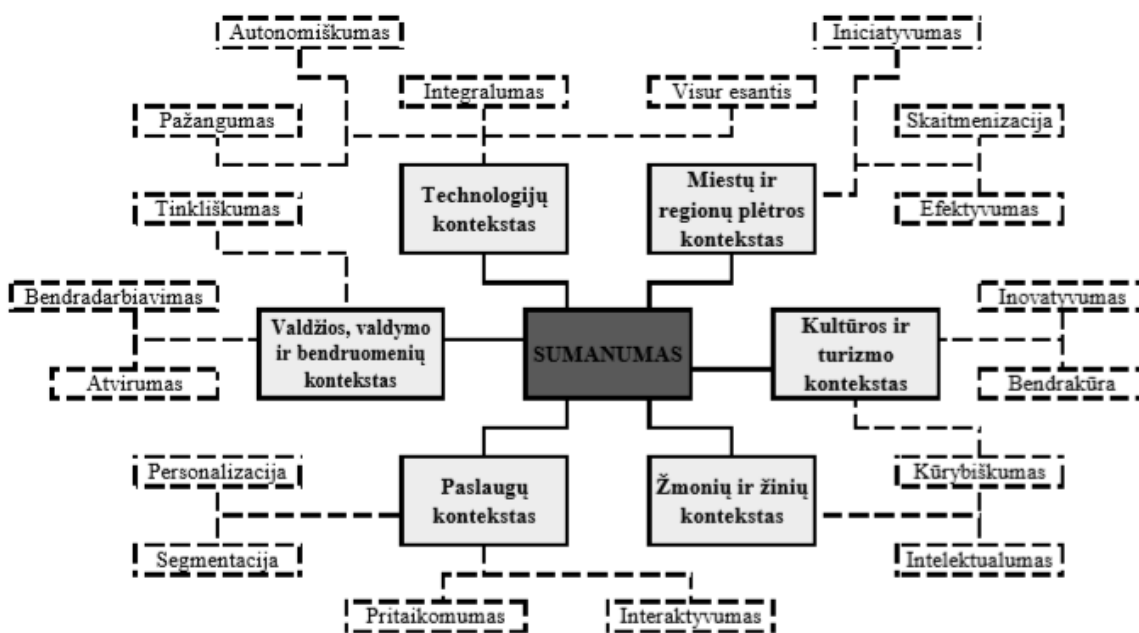 Autonomiškumas
Iniciatyvumas
Integralumas
Visur esantis
Pažangumas
Skaitmenizacija
Technologijų
kontekstas
Miestų ir
regionų plėtros
kontekstas
Tinkliškumas
Efektyvumas
Bendradarbiavimas
Inovatyvumas
Valdžios, valdymo
ir bendruomenių
kontekstas
SUMANUMAS
Kultūros ir
turizmo
kontekstas
Atvirumas
Bendrakūra
Personalizacija
Kūrybiškumas
Paslaugų
kontekstas
Žmonių ir žinių
kontekstas
Segmentacija
Intelektualumas
Pritaikomumas
Interaktyvumas